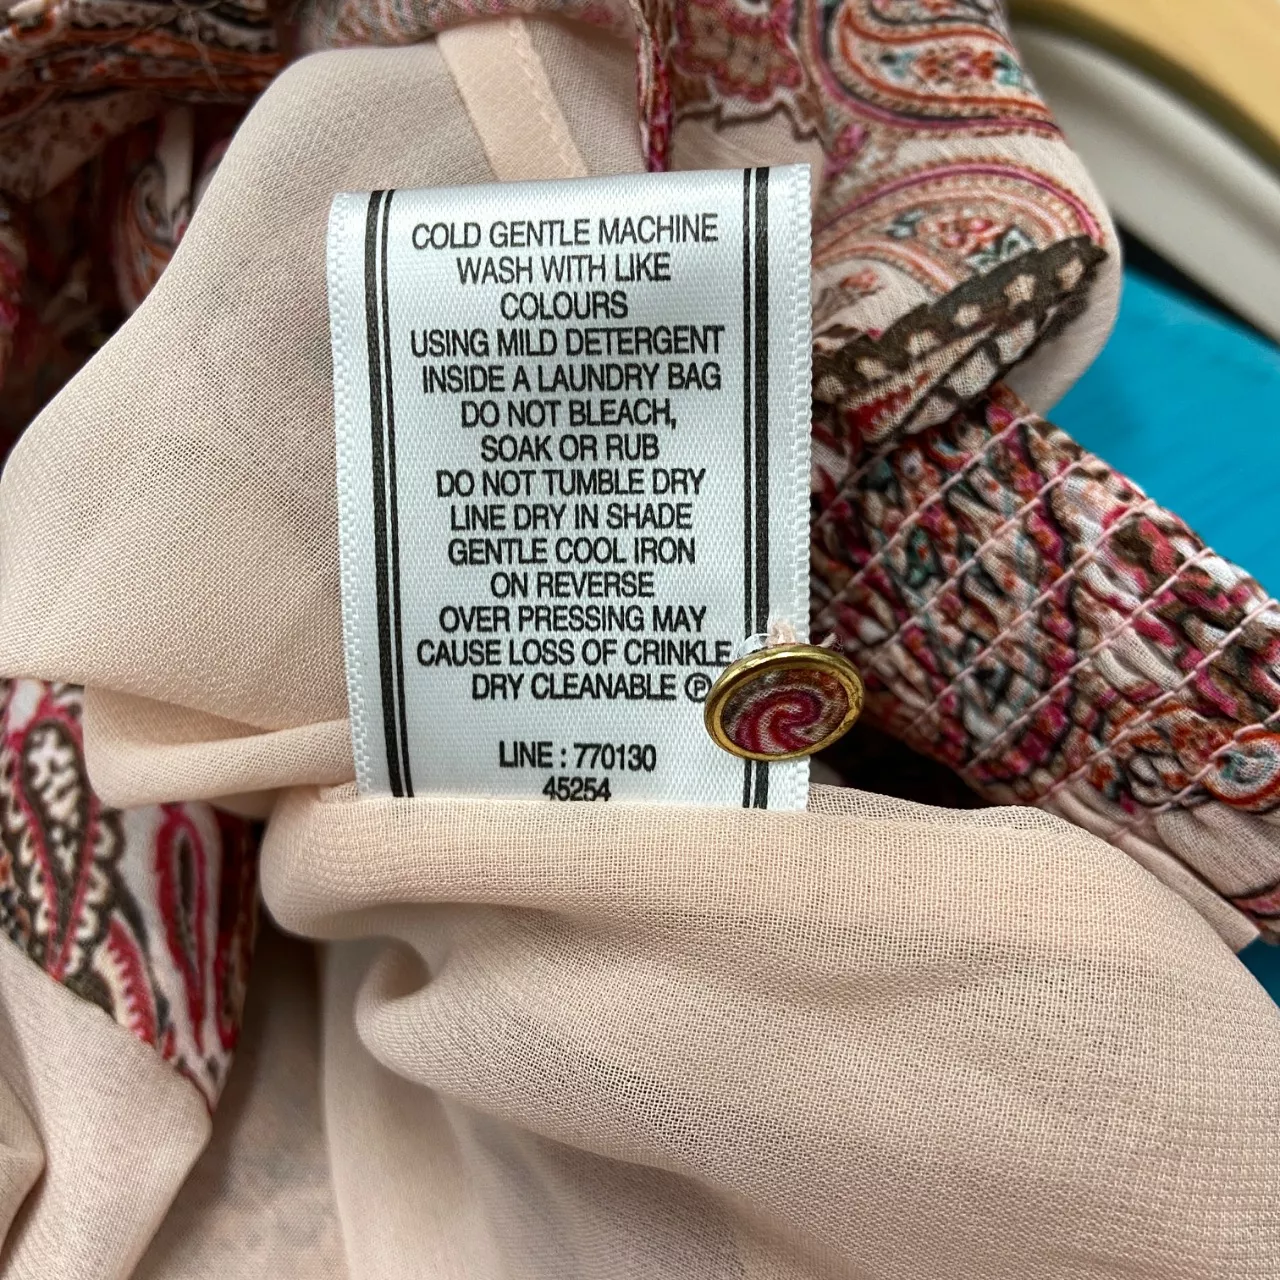 COLD GENTLE MACHINE
WASH WITH LIKE
COLOURS
USING MILD DETERGENT
INSIDE A LAUNDRY BAG
DO NOT BLEACH,
SOAK OR RUB
DO NOT TUMBLE DRY
LINE DRY IN SHADE
GENTLE COOL IRON
ON REVERSE
OVER PRESSING MAY
CAUSE LOSS OF CRINKLE
DRY CLEANABLE Ⓟ
LINE : 770130
45254